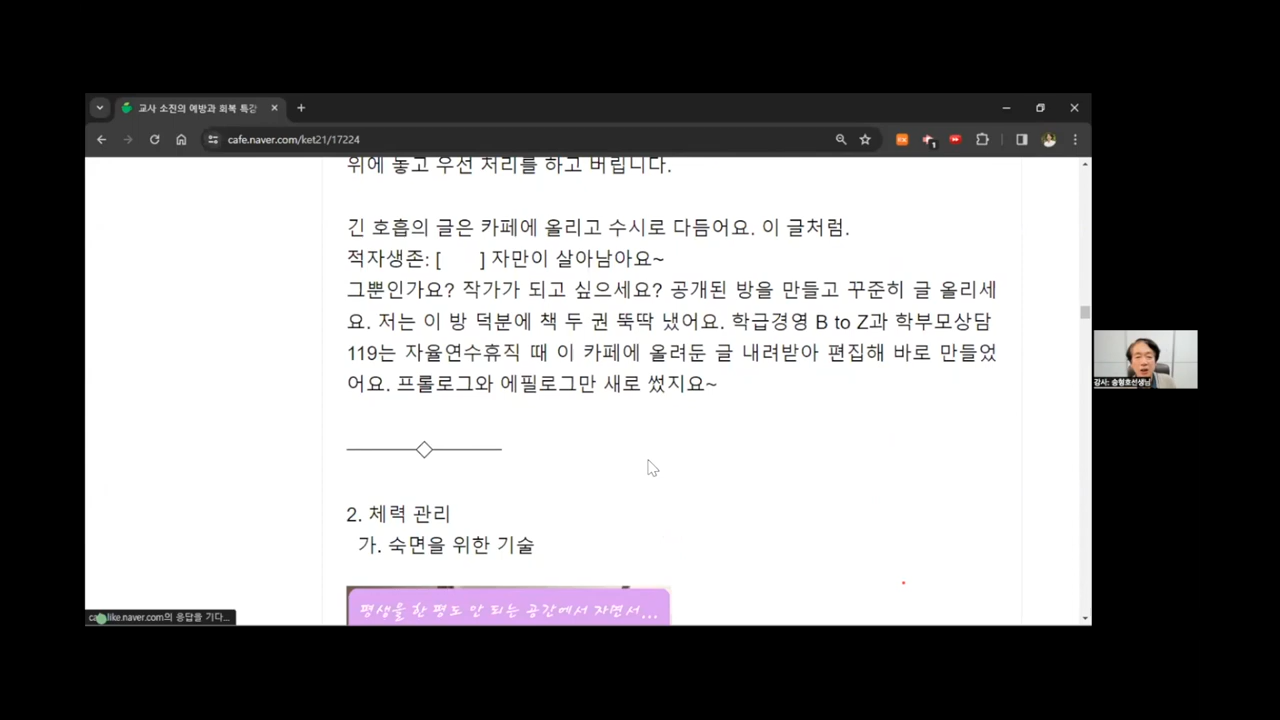 교사 소진의 예방과 회복 특강
cafe.naver.com/ket21/17224
위에 놓고 우선 처리를 하고 버립니다.
긴 호흡의 글은 카페에 올리고 수시로 다듬어요. 이 글처럼.
적자생존: [ ] 자만이 살아남아요~
그뿐인가요? 작가가 되고 싶으세요? 공개된 방을 만들고 꾸준히 글 올리세
요. 저는 이 방 덕분에 책 두 권 뚝딱 냈어요. 학급경영 B to Z과 학부모상담
119는 자율연수휴직 때 이 카페에 올려둔 글 내려받아 편집해 바로 만들었
어요. 프롤로그와 에필로그만 새로 썼지요~
강사: 송형호선생님
2. 체력 관리
가. 숙면을 위한 기술
평생을 한 평도 안 되는 공간에서 자면서...
like.naver.com의 응답을 기다...